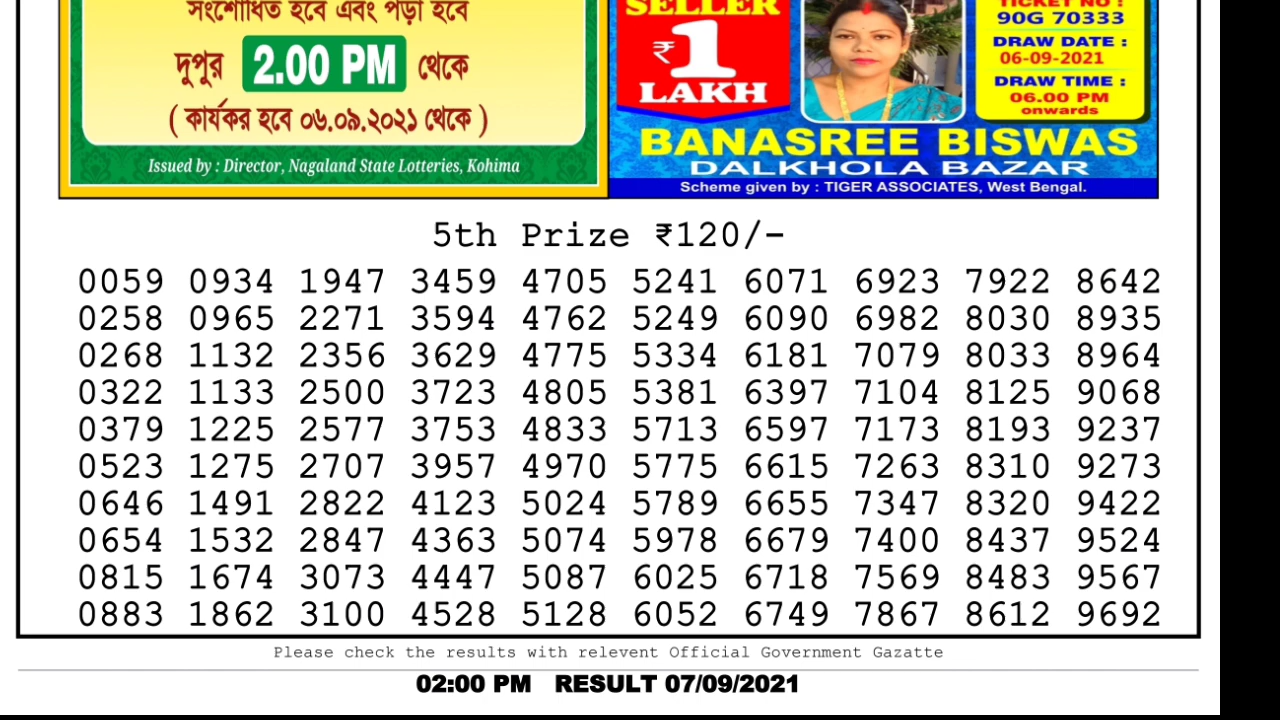 সংশোধিত হবে এবং পড়া হবে
দুপুর 2.00 PM থেকে
( কার্যকর হবে ০৬.০৯.২০২১ থেকে )
Issued by : Director, Nagaland State Lotteries, Kohima
SELLER
₹1
LAKH
TICKET NO :
90G 70333
DRAW DATE :
06-09-2021
DRAW TIME :
06.00 PM
onwards
BANASREE BISWAS
DALKHOLA BAZAR
Scheme given by : TIGER ASSOCIATES, West Bengal.
5th Prize ₹120/-
0059 0934 1947 3459 4705 5241 6071 6923 7922 8642
0258 0965 2271 3594 4762 5249 6090 6982 8030 8935
0268 1132 2356 3629 4775 5334 6181 7079 8033 8964
0322 1133 2500 3723 4805 5381 6397 7104 8125 9068
0379 1225 2577 3753 4833 5713 6597 7173 8193 9237
0523 1275 2707 3957 4970 5775 6615 7263 8310 9273
0646 1491 2822 4123 5024 5789 6655 7347 8320 9422
0654 1532 2847 4363 5074 5978 6679 7400 8437 9524
0815 1674 3073 4447 5087 6025 6718 7569 8483 9567
0883 1862 3100 4528 5128 6052 6749 7867 8612 9692
Please check the results with relevent Official Government Gazatte
02:00 PM RESULT 07/09/2021